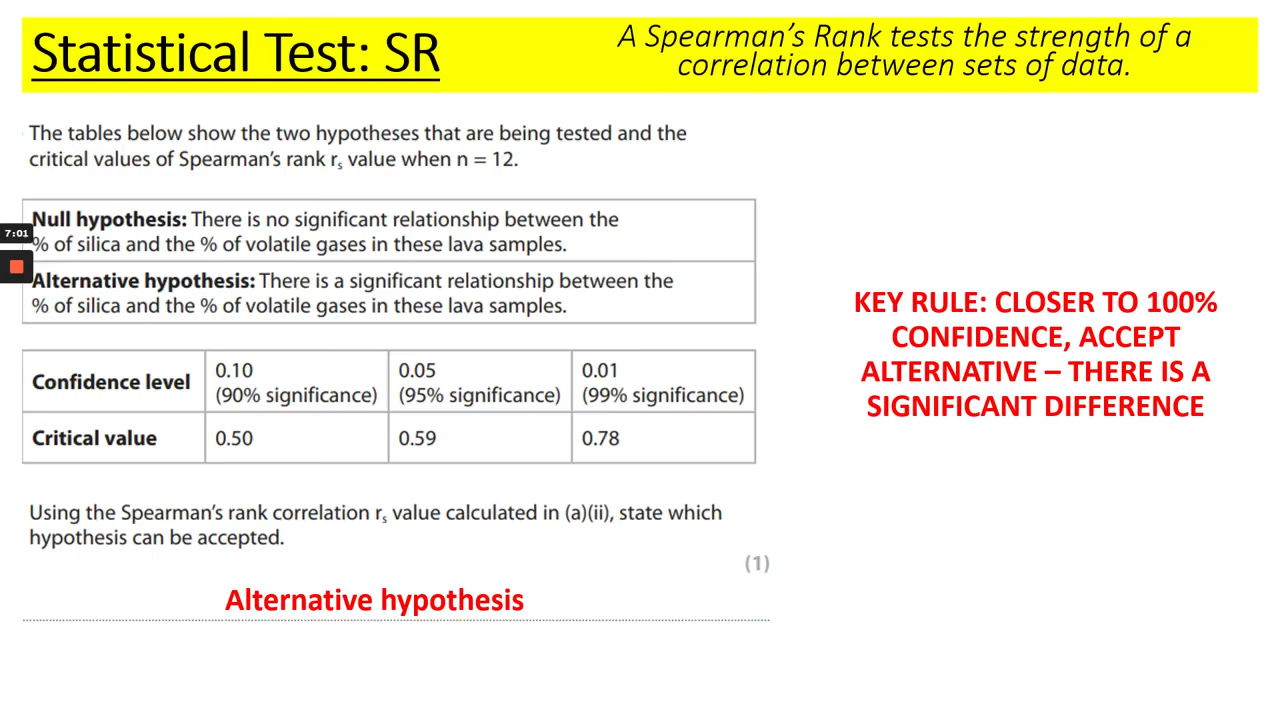 Statistical Test: SR
A Spearman's Rank tests the strength of a
correlation between sets of data.
The tables below show the two hypotheses that are being tested and the
critical values of Spearman's rank rs value when n = 12.
Null hypothesis: There is no significant relationship between the
% of silica and the % of volatile gases in these lava samples.
7:01
Alternative hypothesis: There is a significant relationship between the
% of silica and the % of volatile gases in these lava samples.
KEY RULE: CLOSER TO 100%
CONFIDENCE, ACCEPT
ALTERNATIVE – THERE IS A
SIGNIFICANT DIFFERENCE
Confidence level
0.10
(90% significance)
0.05
(95% significance)
0.01
(99% significance)
Critical value
0.50
0.59
0.78
Using the Spearman's rank correlation rs value calculated in (a)(ii), state which
hypothesis can be accepted.
(1)
Alternative hypothesis